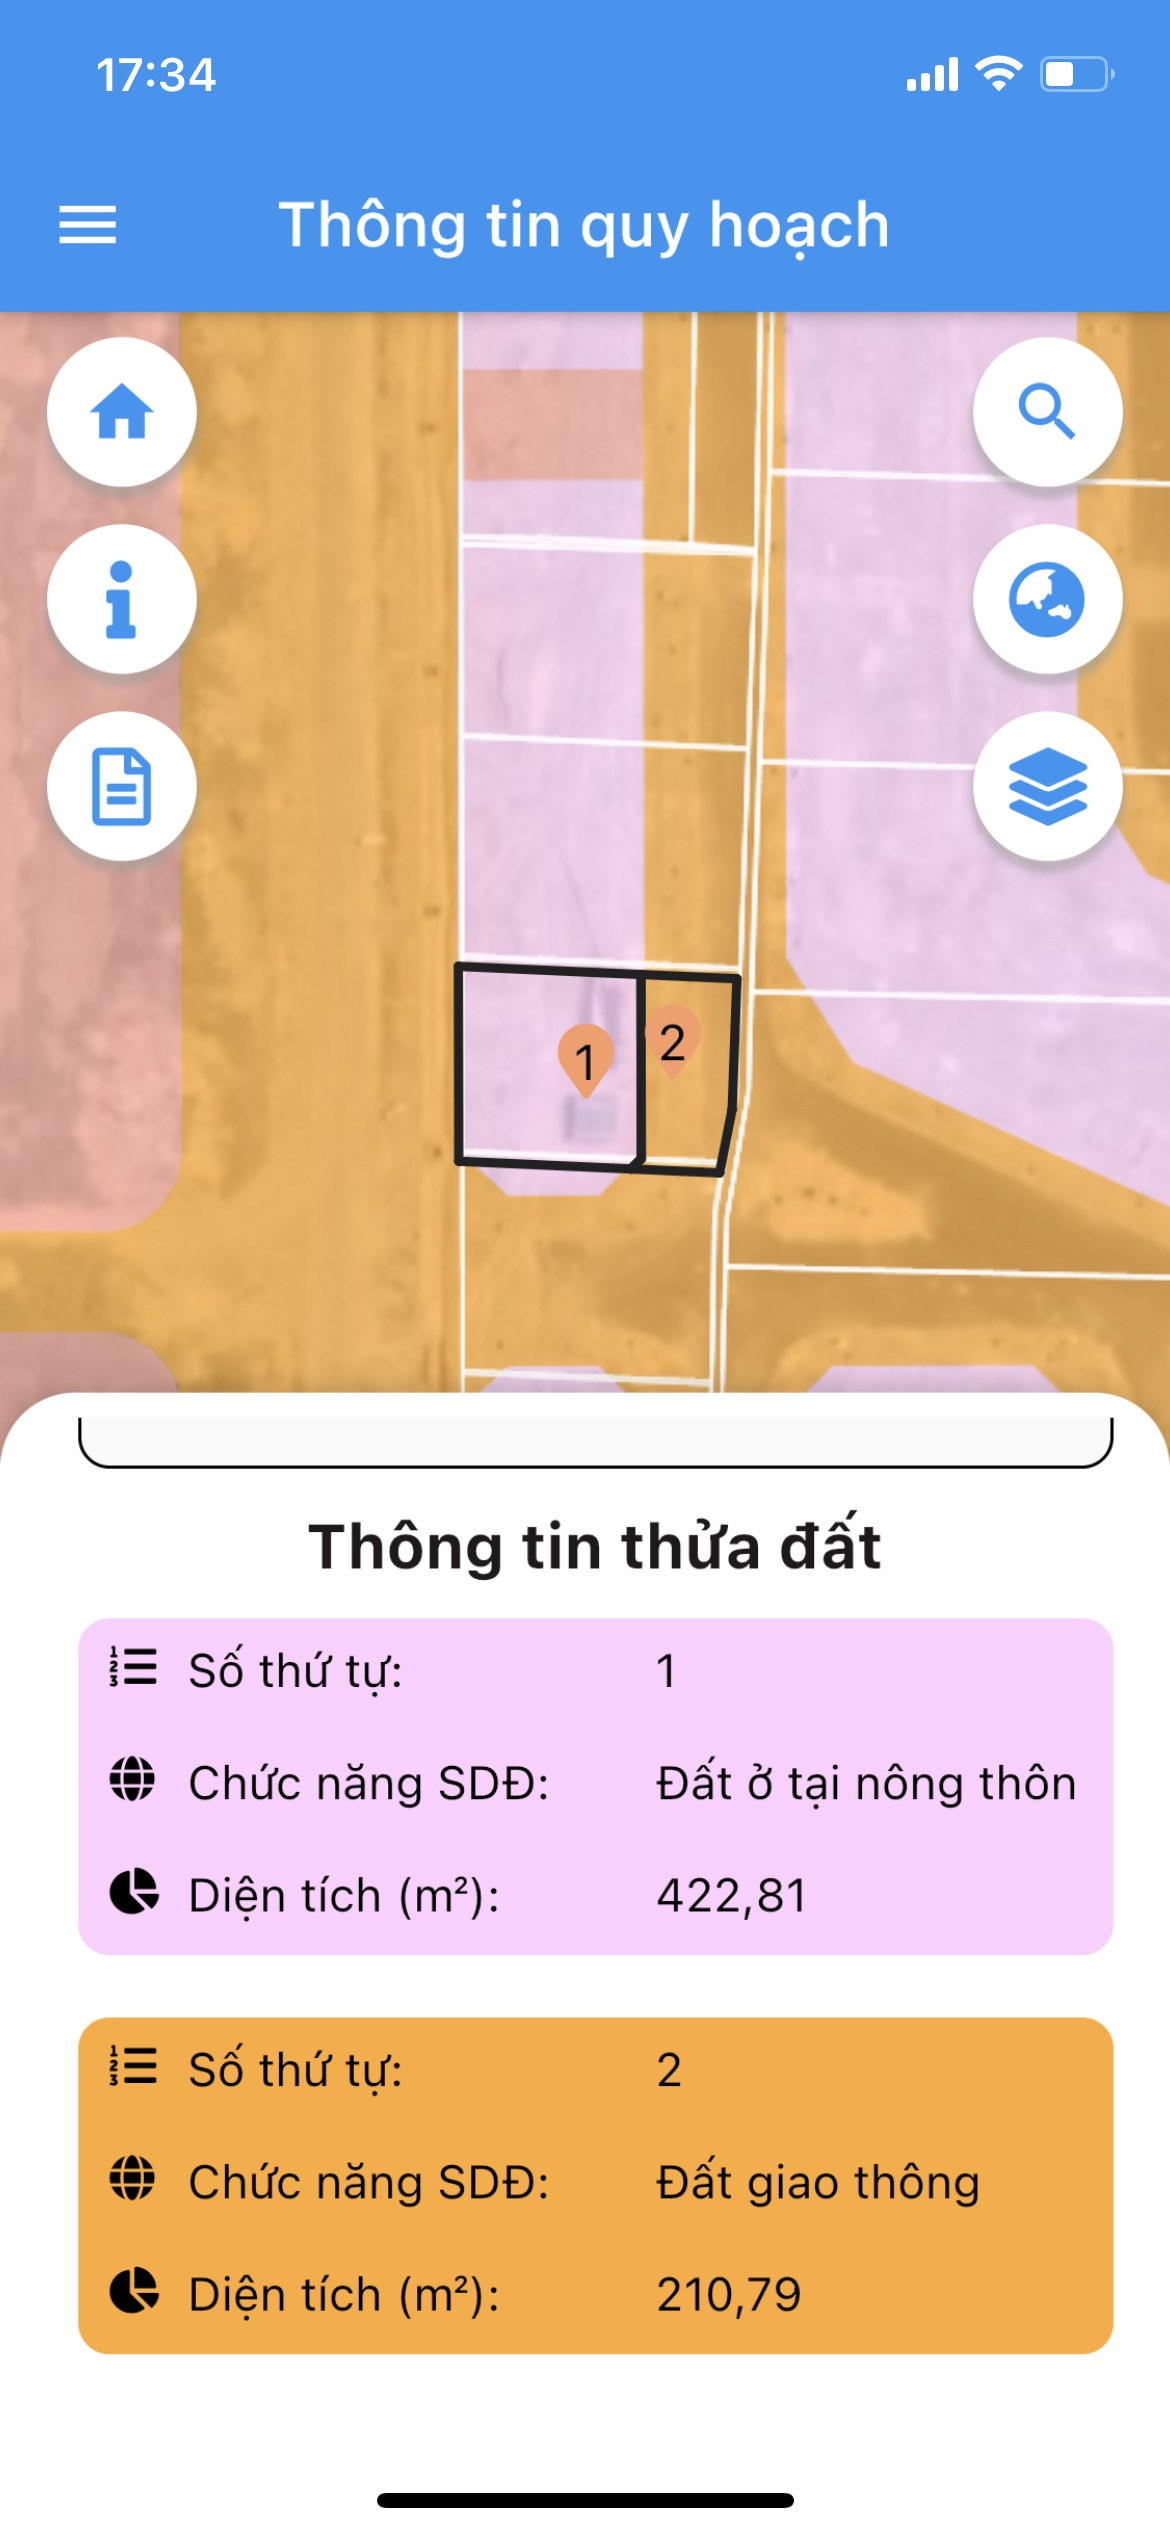 17:34
Thông tin quy hoạch
1
2
Thông tin thửa đất
Số thứ tự: 1
Chức năng SDĐ: Đất ở tại nông thôn
Diện tích (m²): 422,81
Số thứ tự: 2
Chức năng SDĐ: Đất giao thông
Diện tích (m²): 210,79